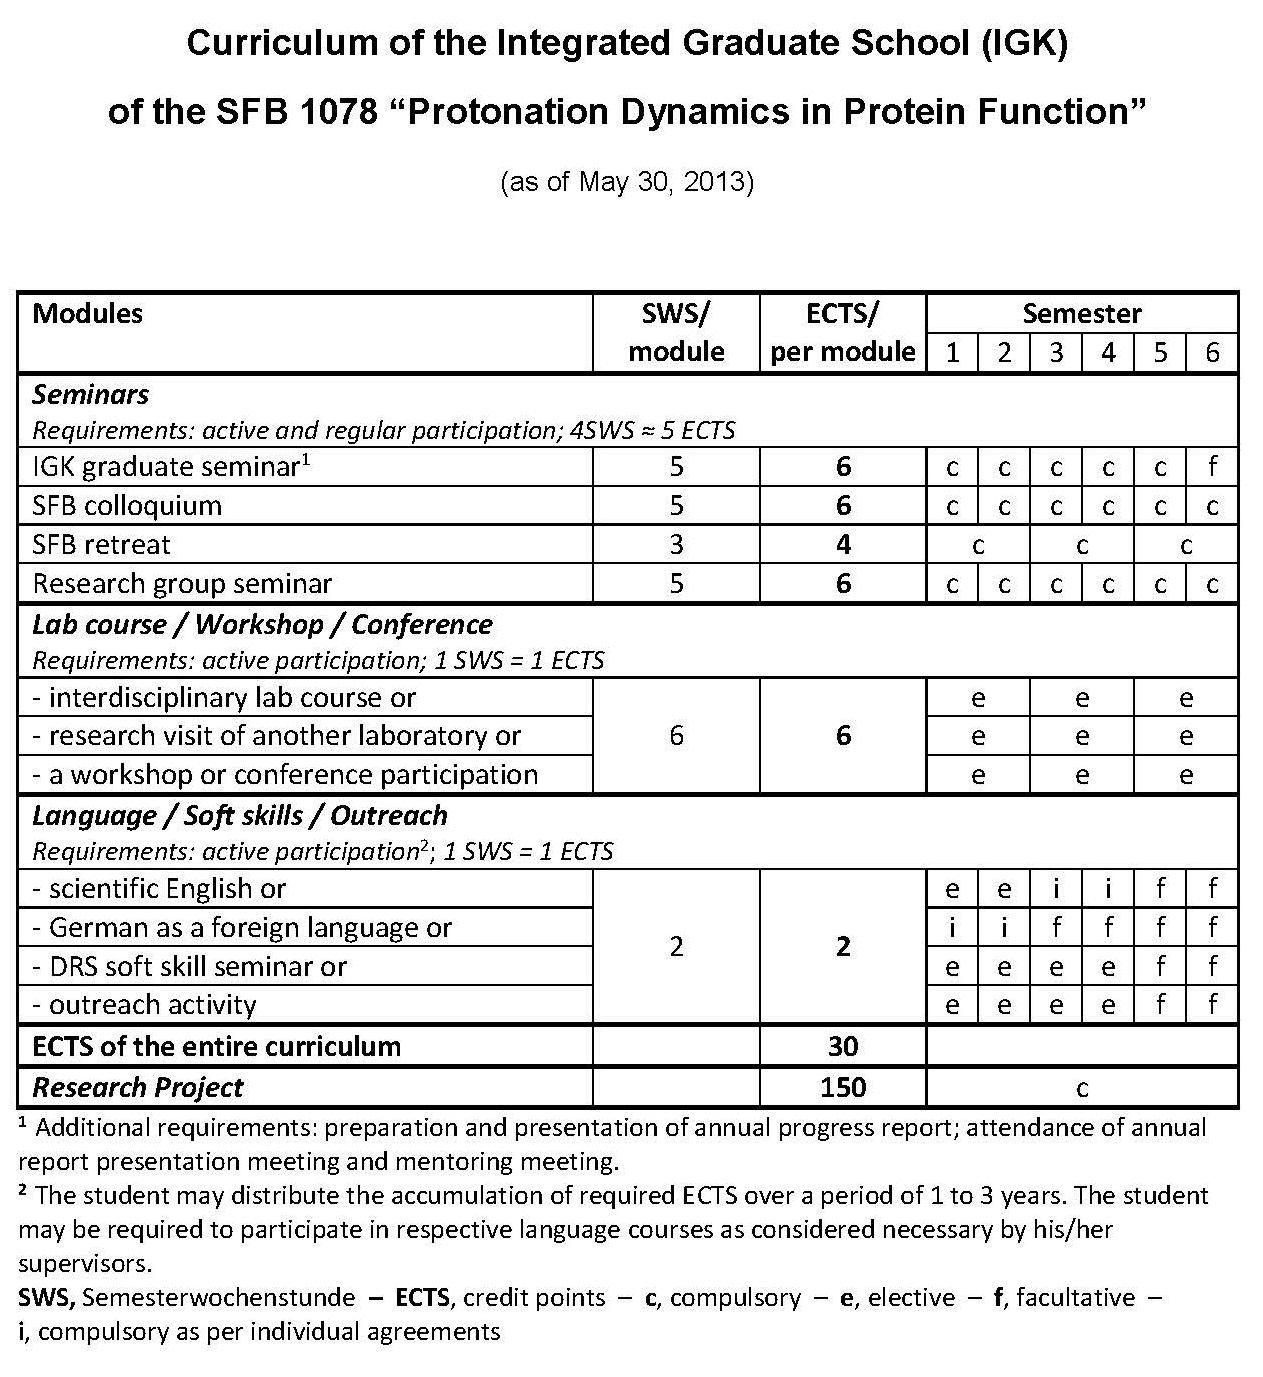 Curriculum of the Integrated Graduate School (IGK)
of the SFB 1078 “Protonation Dynamics in Protein Function”
(as of May 30, 2013)
Modules SWS/ ECTS/ Semester
module per module 1 2 3 4 5 6
Seminars
Requirements: active and regular participation; 4SWS ≈ 5 ECTS
IGK graduate seminar¹ 5 6 c c c c c f
SFB colloquium 5 6 c c c c c c
SFB retreat 3 4 c c c
Research group seminar 5 6 c c c c c c
Lab course / Workshop / Conference
Requirements: active participation; 1 SWS = 1 ECTS
- interdisciplinary lab course or e e e
- research visit of another laboratory or 6 6 e e e
- a workshop or conference participation e e e
Language / Soft skills / Outreach
Requirements: active participation²; 1 SWS = 1 ECTS
- scientific English or e e i i f f
- German as a foreign language or i i f f f f
2 2
- DRS soft skill seminar or e e e e f f
- outreach activity e e e e f f
ECTS of the entire curriculum 30
Research Project 150 c
¹ Additional requirements: preparation and presentation of annual progress report; attendance of annual
report presentation meeting and mentoring meeting.
² The student may distribute the accumulation of required ECTS over a period of 1 to 3 years. The student
may be required to participate in respective language courses as considered necessary by his/her
supervisors.
SWS, Semesterwochenstunde – ECTS, credit points – c, compulsory – e, elective – f, facultative –
i, compulsory as per individual agreements